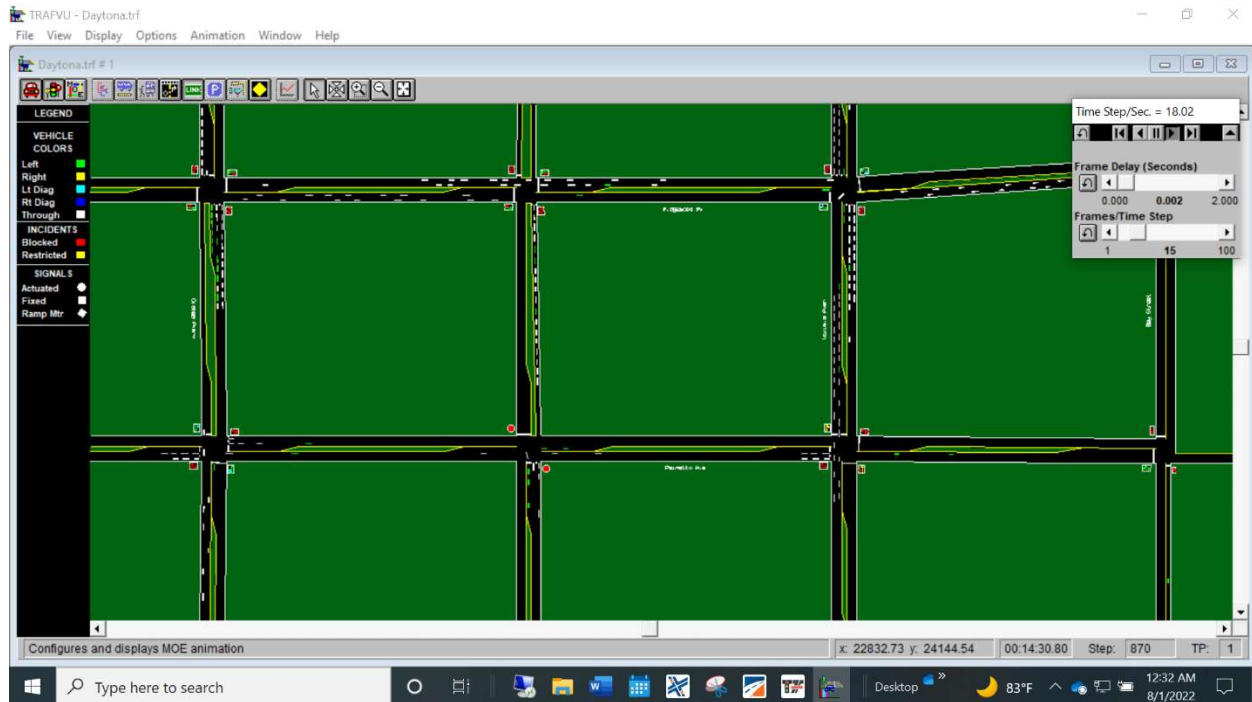 TRAFVU - Daytona.trf
File View Display Options Animation Window Help
Daytona.trf # 1
LINK
P
LEGEND
VEHICLE
COLORS
Left
Right
Lt Diag
Rt Diag
Through
INCIDENTS
Blocked
Restricted
SIGNALS
Actuated
Fixed
Ramp Mtr
Time Step/Sec. = 18.02
Frame Delay (Seconds)
0.000 0.002 2.000
Frames/Time Step
1 15 100
Palmetto Ave
Configures and displays MOE animation
x: 22832.73 y: 24144.54
00:14:30.80
Step: 870
TP: 1
Type here to search
Desktop
83°F
12:32 AM
8/1/2022